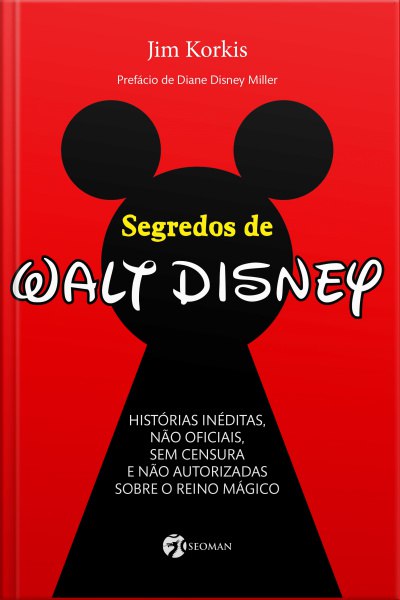 Jim Korkis
Prefácio de Diane Disney Miller
Segredos de
WALT DISNEY
HISTÓRIAS INÉDITAS,
NÃO OFICIAIS,
SEM CENSURA
E NÃO AUTORIZADAS
SOBRE O REINO MÁGICO
SEOMAN